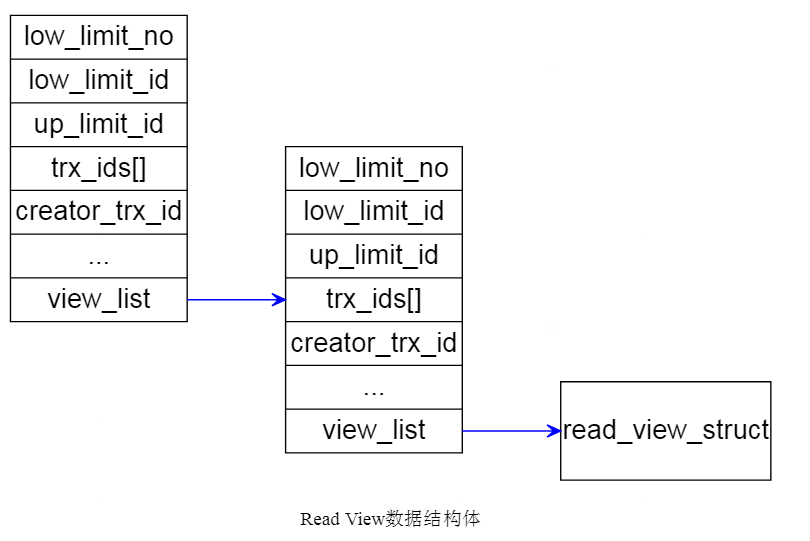 low_limit_no
low_limit_id
up_limit_id
trx_ids[]
creator_trx_id
...
view_list
low_limit_no
low_limit_id
up_limit_id
trx_ids[]
creator_trx_id
...
view_list
read_view_struct
Read View数据结构体